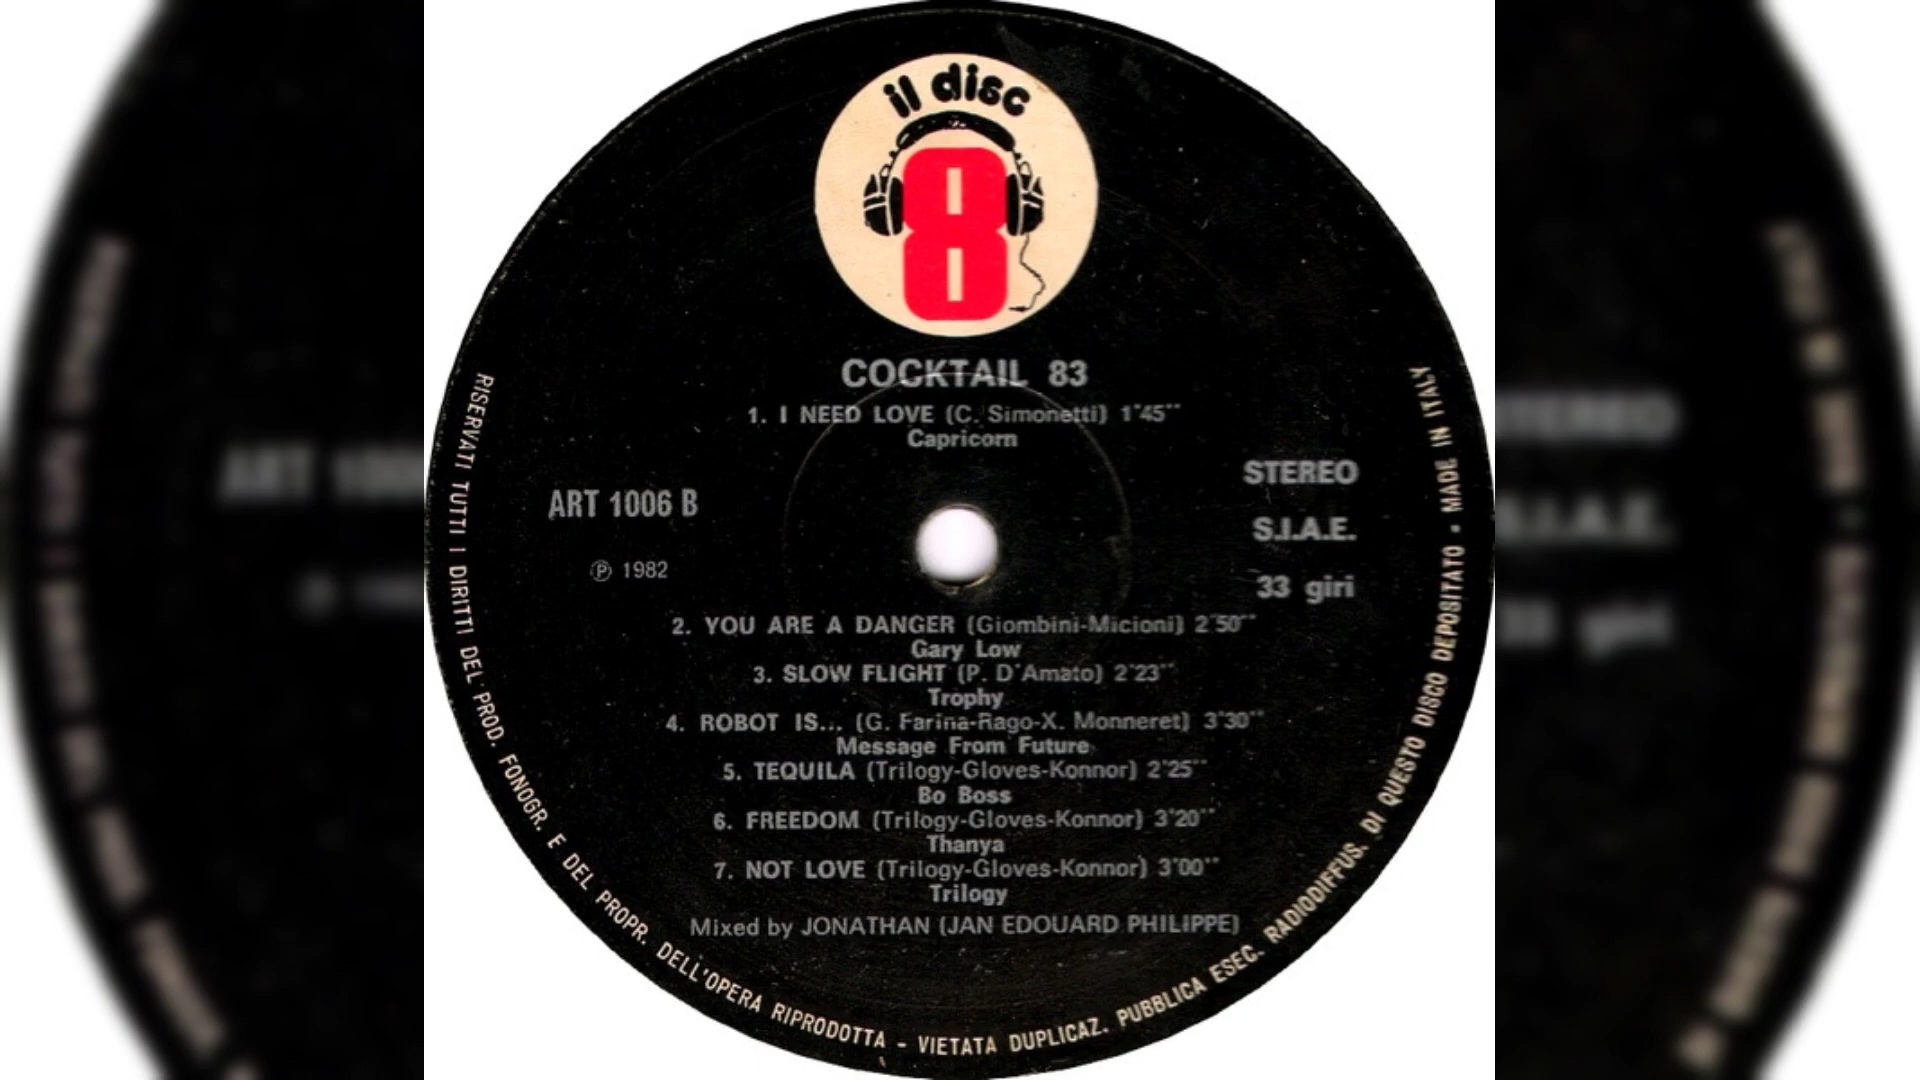 il disc
8
COCKTAIL 83
1. I NEED LOVE (C. Simonetti) 1'45''
Capricorn
ART 1006 B
℗ 1982
STEREO
S.I.A.E.
33 giri
2. YOU ARE A DANGER (Giombini-Micioni) 2'50''
Gary Low
3. SLOW FLIGHT (P. D'Amato) 2'23''
Trophy
4. ROBOT IS... (G. Farina-Rago-X. Monneret) 3'30''
Message From Future
5. TEQUILA (Trilogy-Gloves-Konnor) 2'25''
Bo Boss
6. FREEDOM (Trilogy-Gloves-Konnor) 3'20''
Thanya
7. NOT LOVE (Trilogy-Gloves-Konnor) 3'00''
Trilogy
Mixed by JONATHAN (JAN EDOUARD PHILIPPE)
RISERVATI TUTTI I DIRITTI DEL PROD. FONOGR. E DEL PROPR. DELL'OPERA RIPRODOTTA - VIETATA DUPLICAZ. PUBBLICA ESEC. RADIODIFFUS. DI QUESTO DISCO DEPOSITATO • MADE IN ITALY